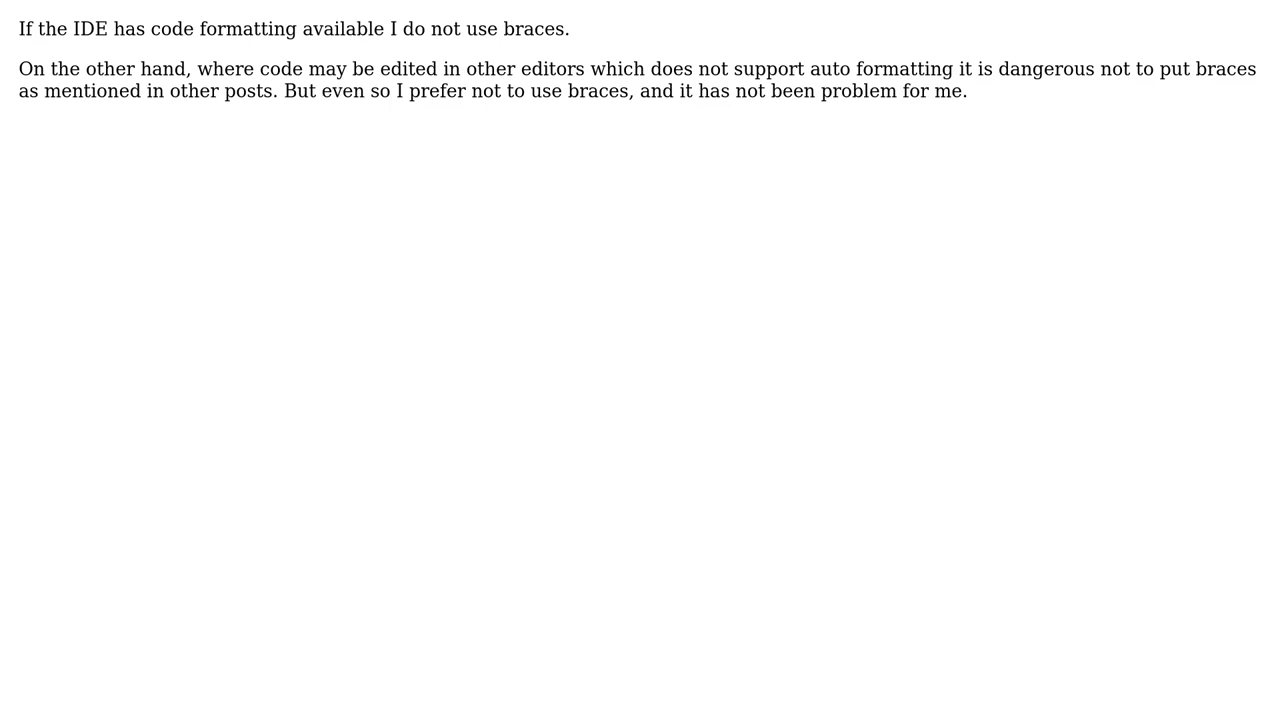 If the IDE has code formatting available I do not use braces.
On the other hand, where code may be edited in other editors which does not support auto formatting it is dangerous not to put braces
as mentioned in other posts. But even so I prefer not to use braces, and it has not been problem for me.